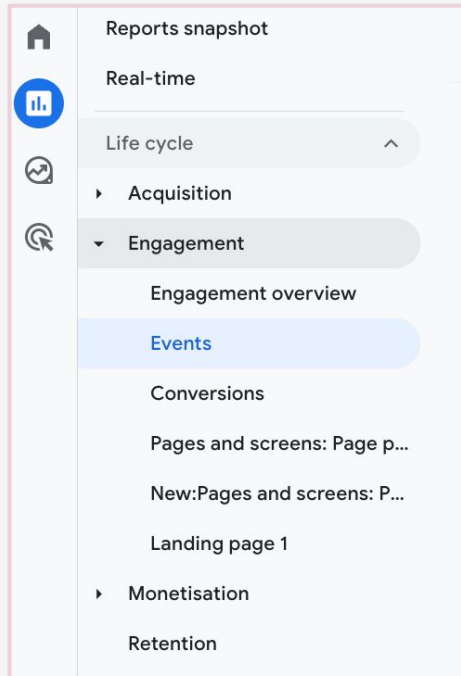 Reports snapshot
Real-time
Life cycle
Acquisition
Engagement
Engagement overview
Events
Conversions
Pages and screens: Page p...
New:Pages and screens: P...
Landing page 1
Monetisation
Retention